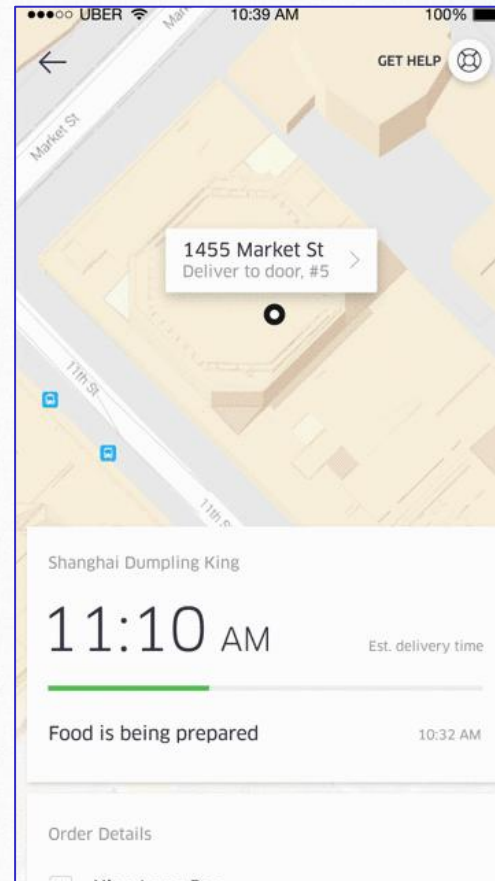 UBER 10:39 AM 100%
Market St
GET HELP
1455 Market St
Deliver to door, #5
11th St
11th S
Shanghai Dumpling King
11:10 AM Est. delivery time
Food is being prepared 10:32 AM
Order Details